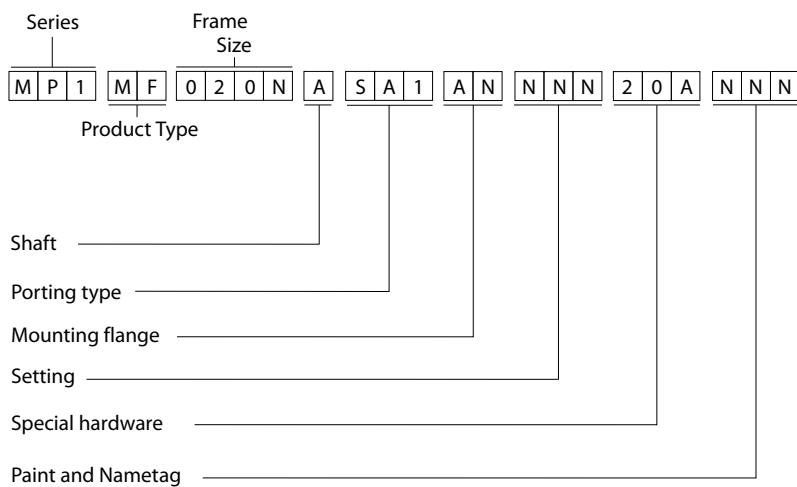 Series
Frame
Size
M P 1 M F 0 2 0 N A S A 1 A N N N N 2 0 A N N N
Product Type
Shaft
Porting type
Mounting flange
Setting
Special hardware
Paint and Nametag